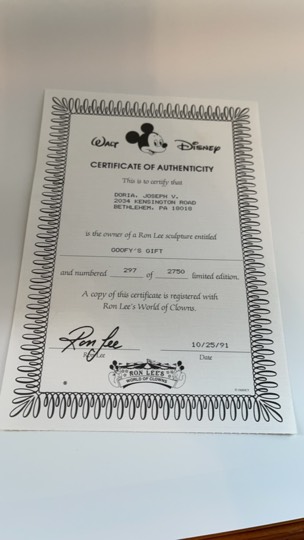 Walt Disney
CERTIFICATE OF AUTHENTICITY
This is to certify that
DORIA, JOSEPH V.
2034 KENSINGTON ROAD
BETHLEHEM, PA 18018
is the owner of a Ron Lee sculpture entitled
GOOFY'S GIFT
and numbered 297 of 2750 limited edition.
A copy of this certificate is registered with
Ron Lee's World of Clowns.
Ron Lee 10/25/91
Lee Date
RON LEE'S
WORLD OF CLOWNS